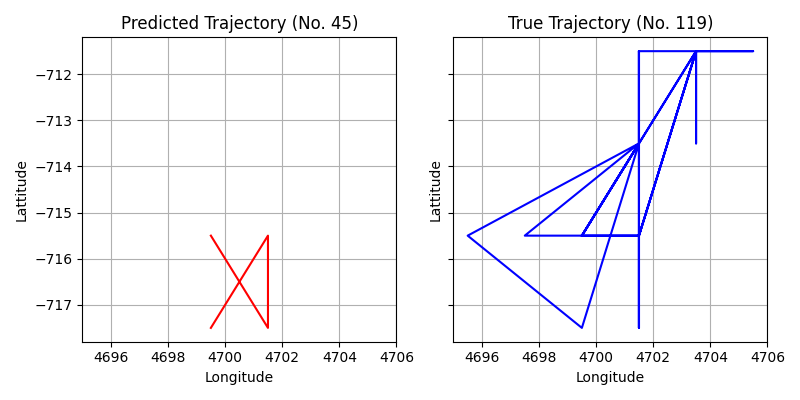 Predicted Trajectory (No. 45)
True Trajectory (No. 119)
Lattitude
−712
−713
−714
−715
−716
−717
4696 4698 4700 4702 4704 4706
Longitude
Lattitude
4696 4698 4700 4702 4704 4706
Longitude